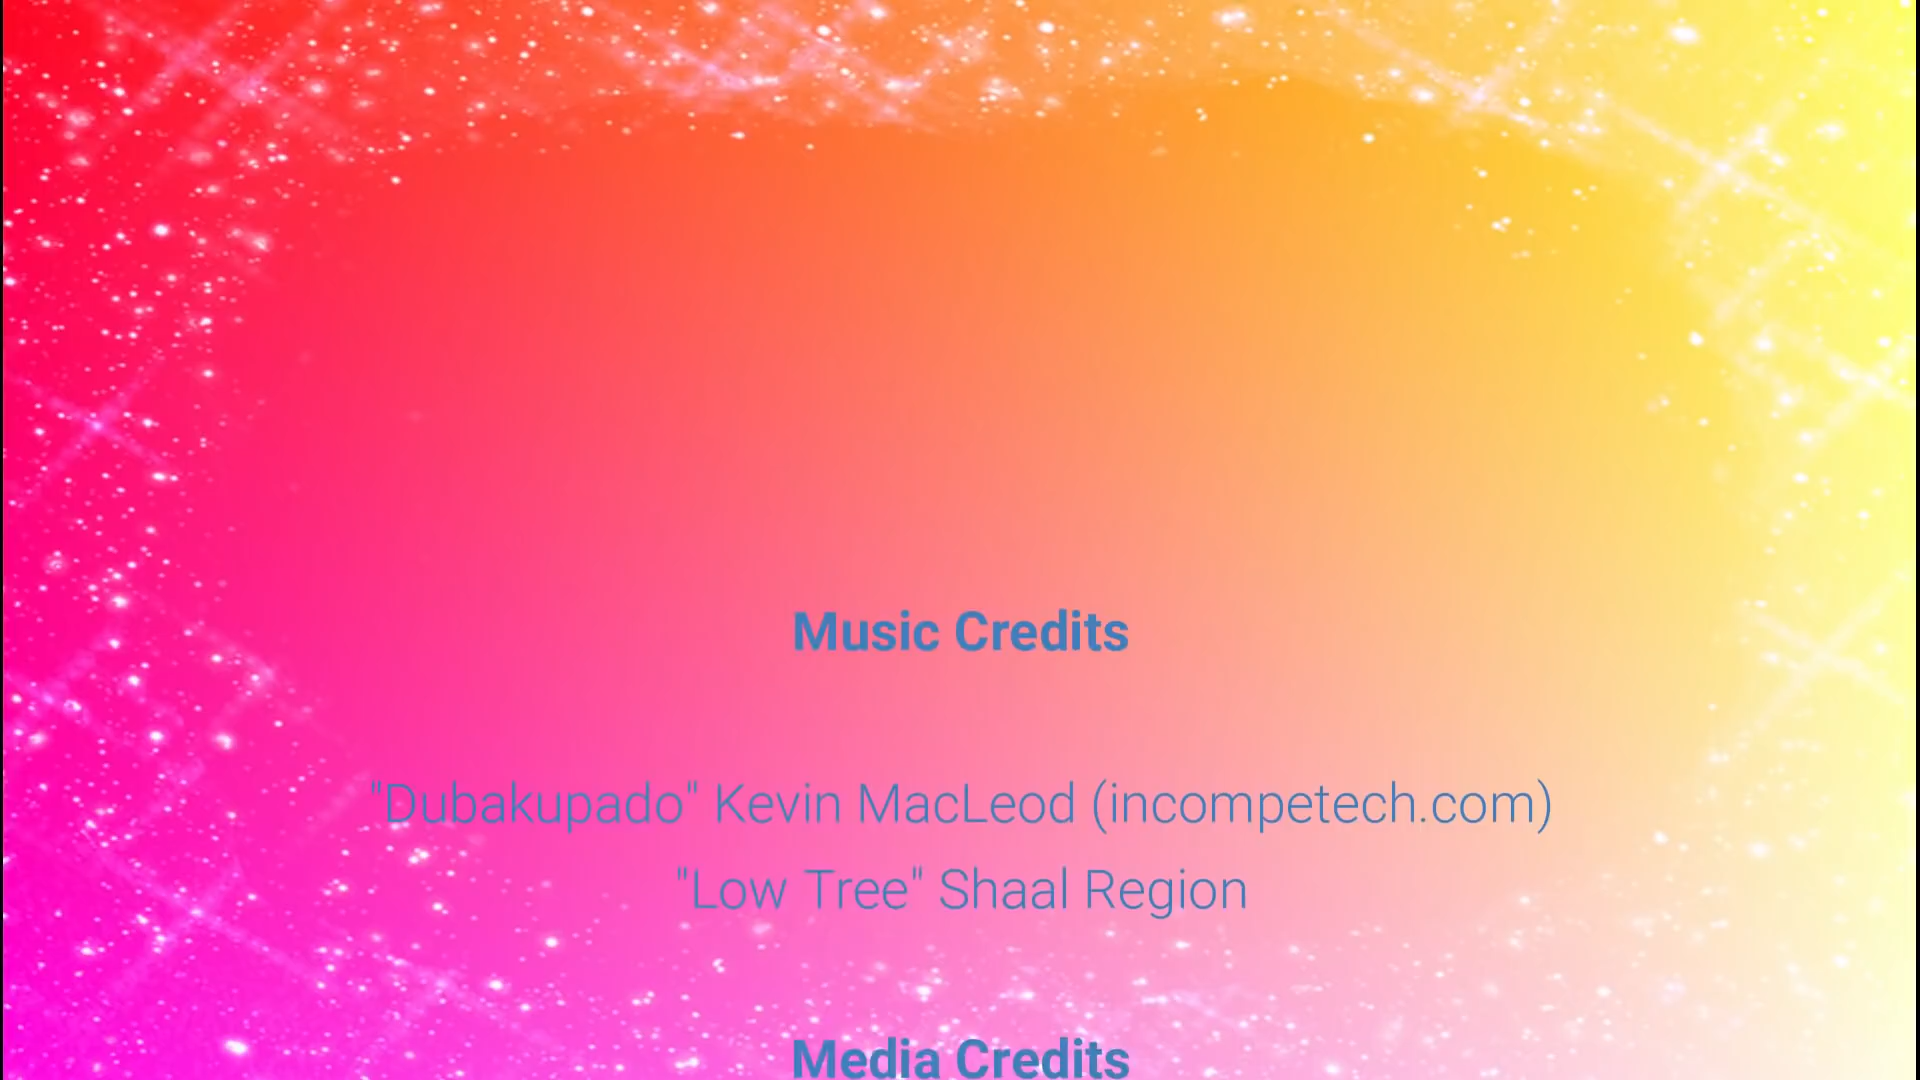 Music Credits
"Dubakupado" Kevin MacLeod (incompetech.com)
"Low Tree" Shaal Region
Media Credits